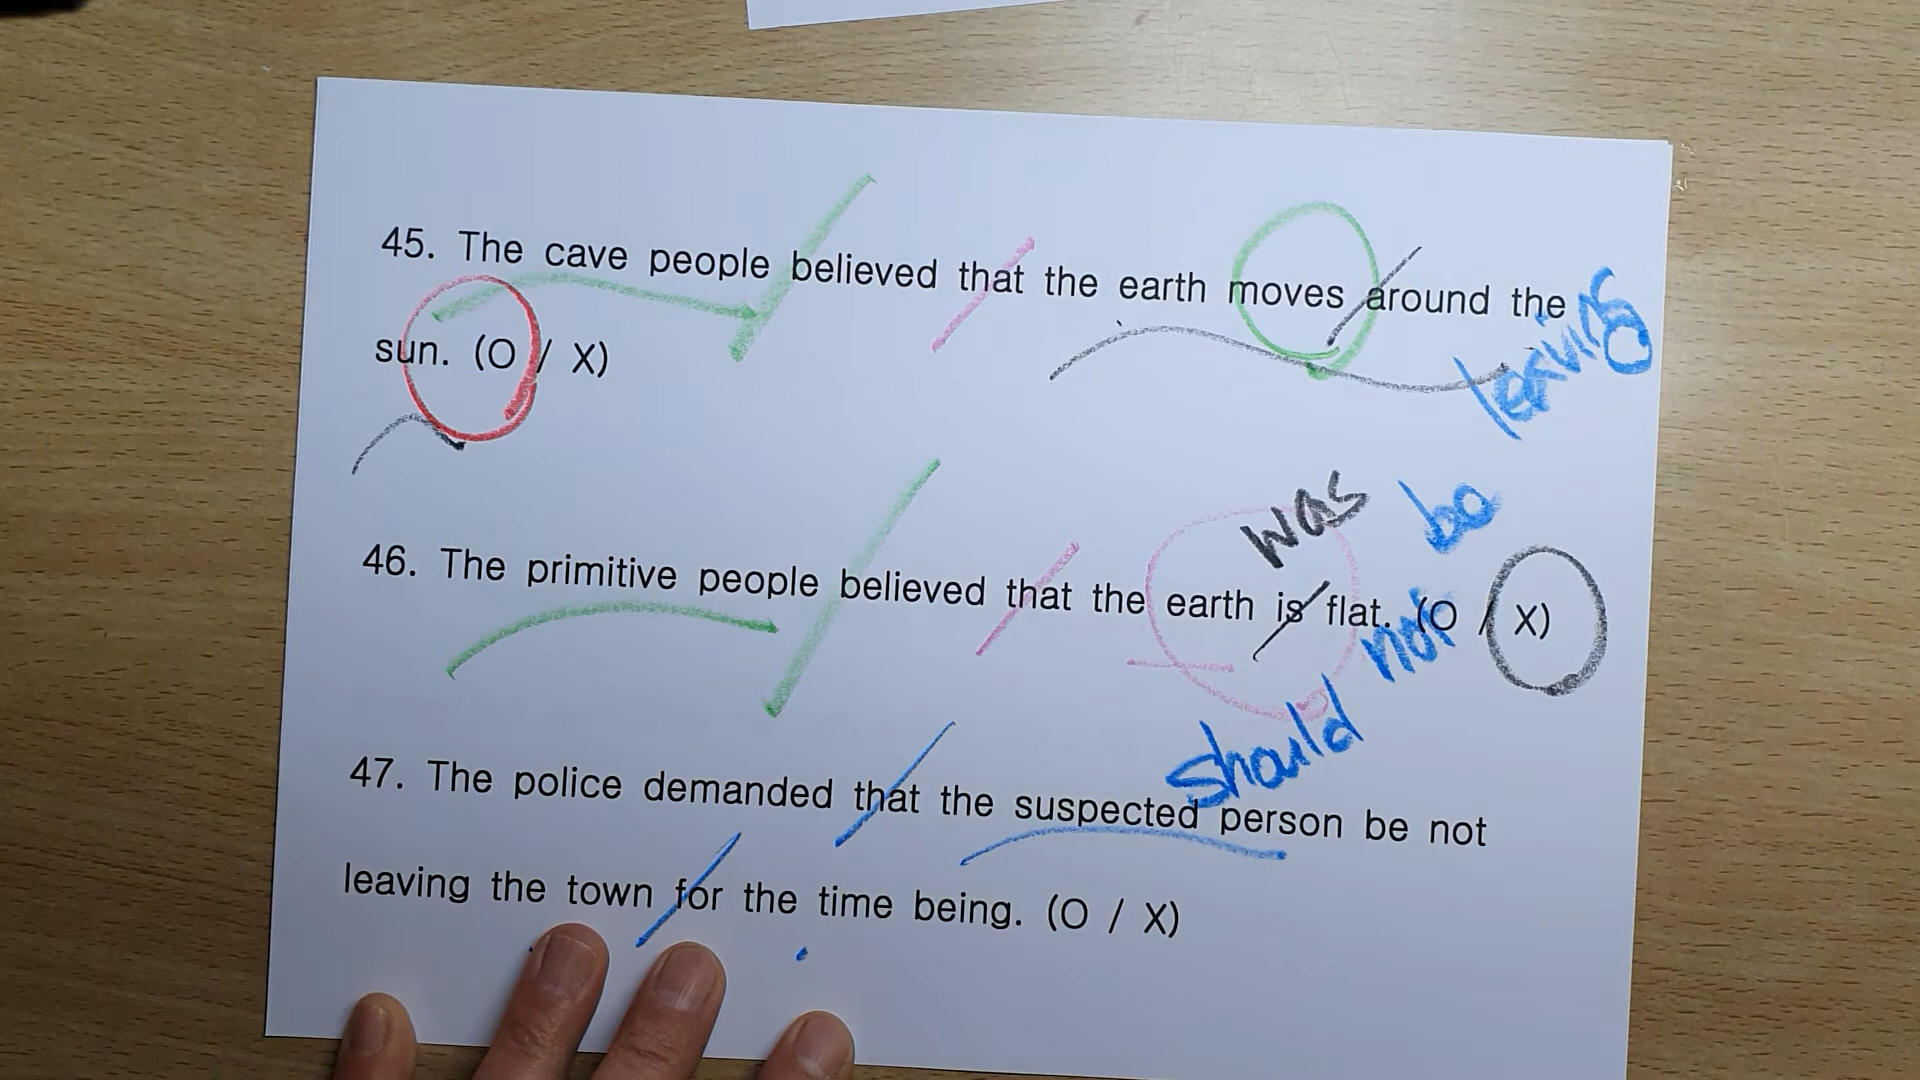 45. The cave people believed that the earth moves around the
sun. (O / X)
leaving
was
be
46. The primitive people believed that the earth is flat. (O / X)
not
should
47. The police demanded that the suspected person be not
leaving the town for the time being. (O / X)